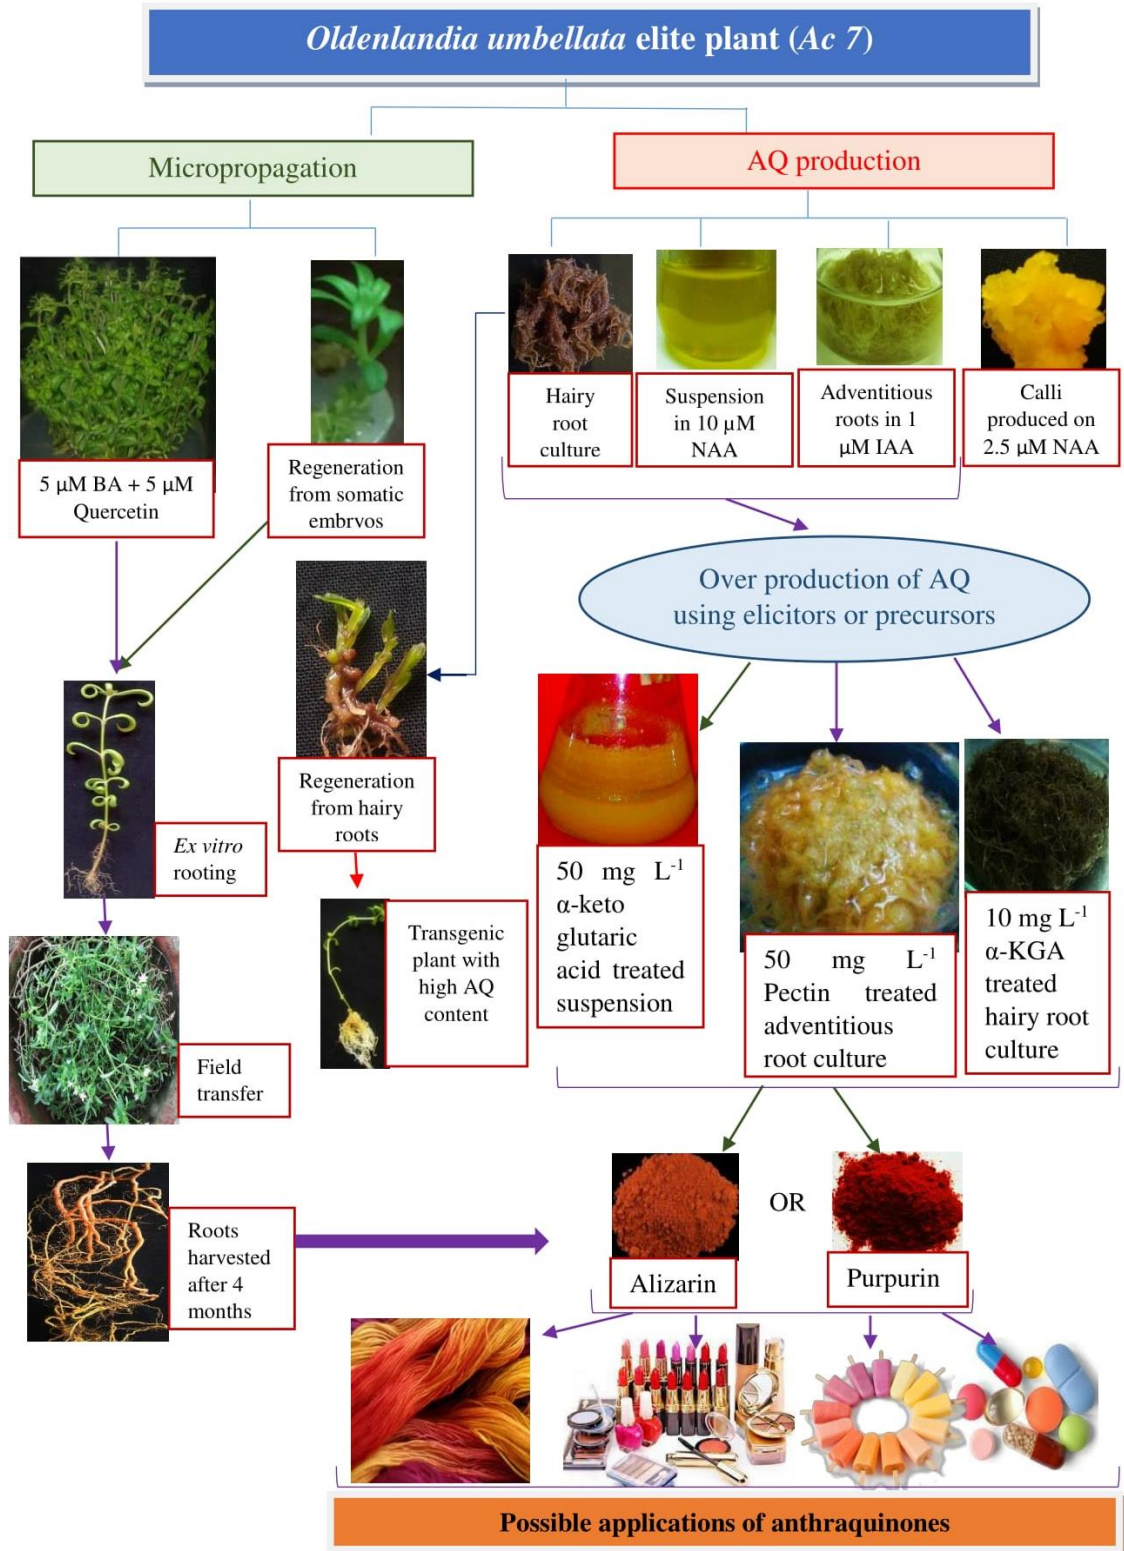 Oldenlandia umbellata elite plant (Ac 7)
Micropropagation
AQ production
Hairy
root
culture
Suspension
in 10 µM
NAA
Adventitious
roots in 1
µM IAA
Calli
produced on
2.5 µM NAA
5 µM BA + 5 µM
Quercetin
Regeneration
from somatic
embrvos
Over production of AQ
using elicitors or precursors
Regeneration
from hairy
roots
Ex vitro
rooting
50 mg L-1
α-keto
glutaric
acid treated
suspension
50 mg L-1
Pectin treated
adventitious
root culture
10 mg L-1
α-KGA
treated
hairy root
culture
Transgenic
plant with
high AQ
content
Field
transfer
Roots
harvested
after 4
months
OR
Alizarin
Purpurin
Possible applications of anthraquinones